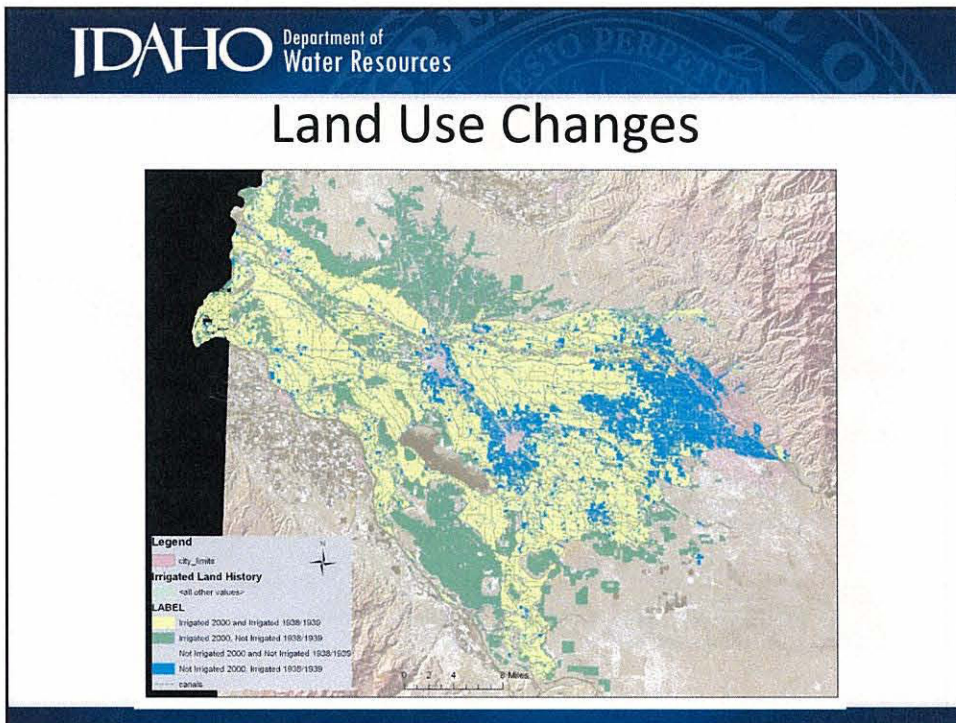 IDAHO Department of
Water Resources
ESTO PERPETUA
Land Use Changes
Legend
city_limits
Irrigated Land History
<all other values>
LABEL
Irrigated 2000 and Irrigated 1938/1939
Irrigated 2000, Not Irrigated 1938/1939
Not Irrigated 2000 and Not Irrigated 1938/1939
Not Irrigated 2000, Irrigated 1938/1939
canals
N
0 2 4 8 Miles